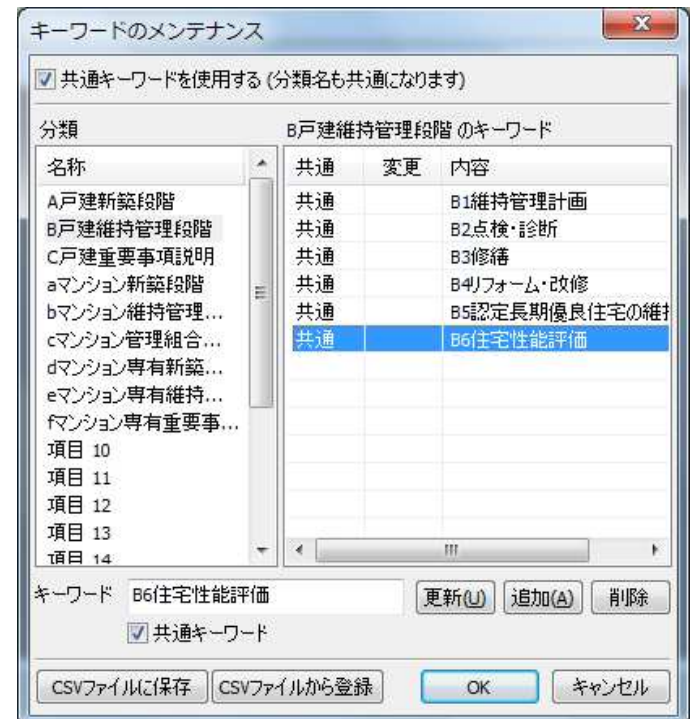 キーワードのメンテナンス
共通キーワードを使用する (分類名も共通になります)
分類
名称
A戸建新築段階
B戸建維持管理段階
C戸建重要事項説明
aマンション新築段階
bマンション維持管理...
cマンション管理組合...
dマンション専有新築...
eマンション専有維持...
fマンション専有重要事...
項目 10
項目 11
項目 12
項目 13
項目 14
B戸建維持管理段階 のキーワード
共通 変更 内容
共通 B1維持管理計画
共通 B2点検・診断
共通 B3修繕
共通 B4リフォーム・改修
共通 B5認定長期優良住宅の維持
共通 B6住宅性能評価
キーワード B6住宅性能評価 更新(U) 追加(A) 削除
共通キーワード
CSVファイルに保存 CSVファイルから登録 OK キャンセル